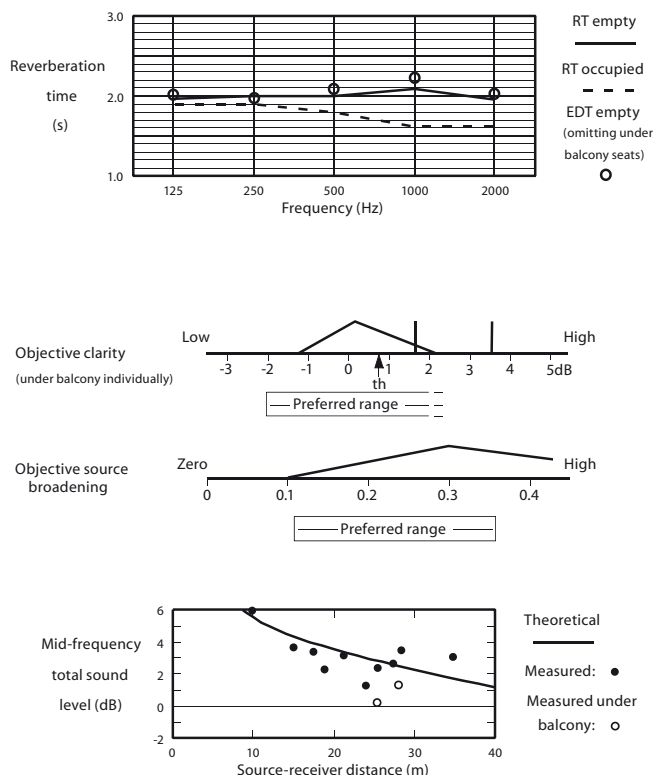 3.0
Reverberation
time
(s)
2.0
1.0
125 250 500 1000 2000
Frequency (Hz)
RT empty
RT occupied
EDT empty
(omitting under
balcony seats)
Objective clarity
(under balcony individually)
Low High
-3 -2 -1 0 1 2 3 4 5dB
th
Preferred range
Objective source
broadening
Zero High
0 0.1 0.2 0.3 0.4
Preferred range
Mid-frequency
total sound
level (dB)
6
4
2
0
-2
0 10 20 30 40
Source-receiver distance (m)
Theoretical
Measured:
Measured under
balcony: